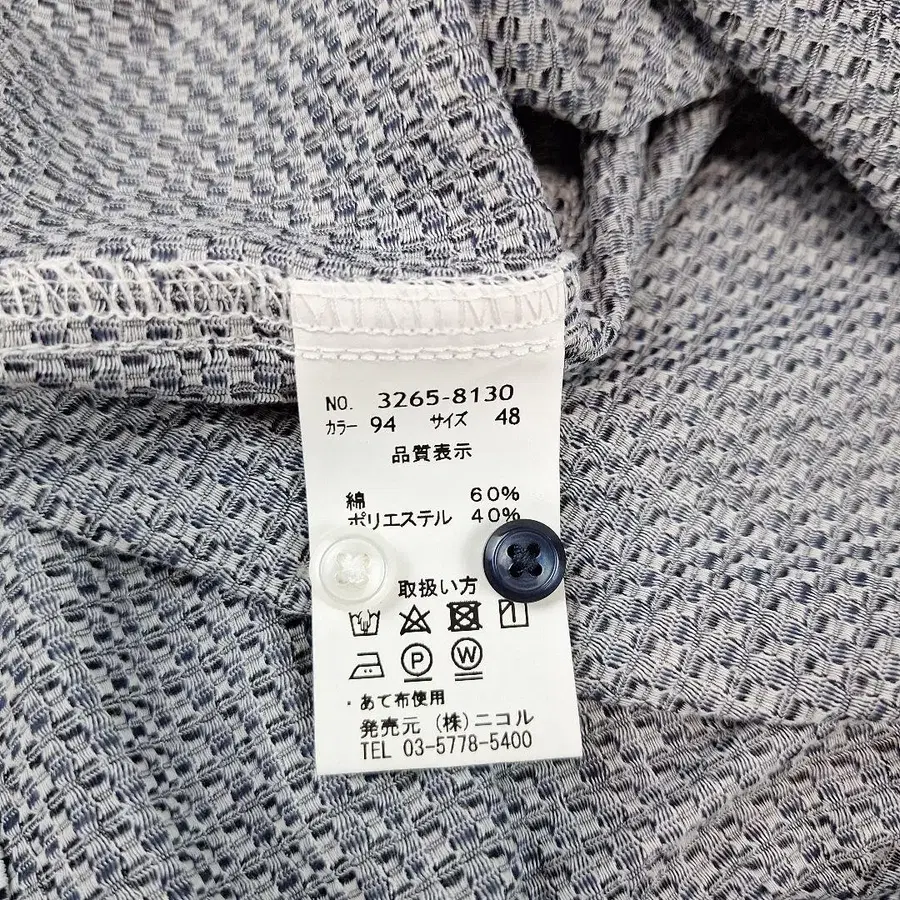 NO. 3265-8130
カラー 94 サイズ 48
品質表示
綿 60%
ポリエステル 40%
取扱い方
P W
・あて布使用
発売元 (株)ニコル
TEL 03-5778-5400